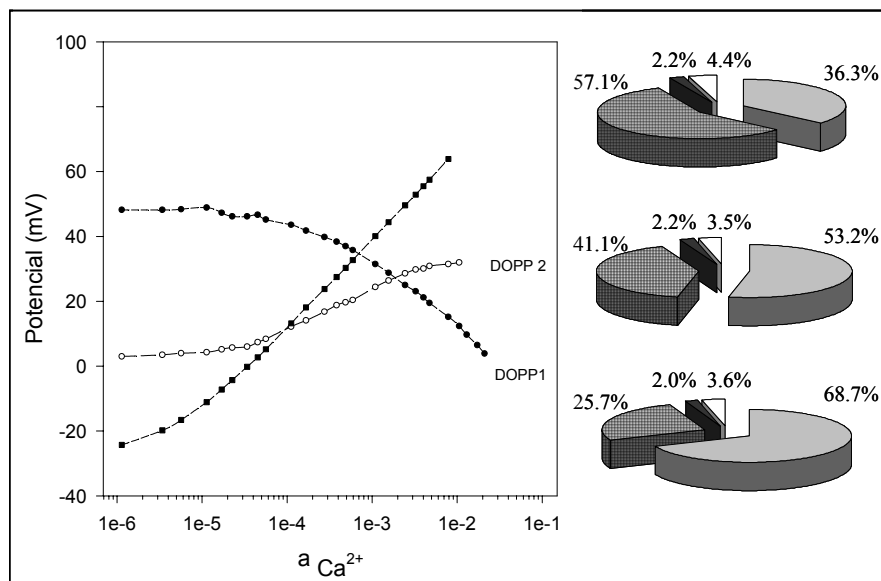 100
80
60
40
20
0
-20
-40
Potencial (mV)
1e-6 1e-5 1e-4 1e-3 1e-2 1e-1
a Ca2+
DOPP 2
DOPP1
57.1% 2.2% 4.4% 36.3%
41.1% 2.2% 3.5% 53.2%
25.7% 2.0% 3.6% 68.7%